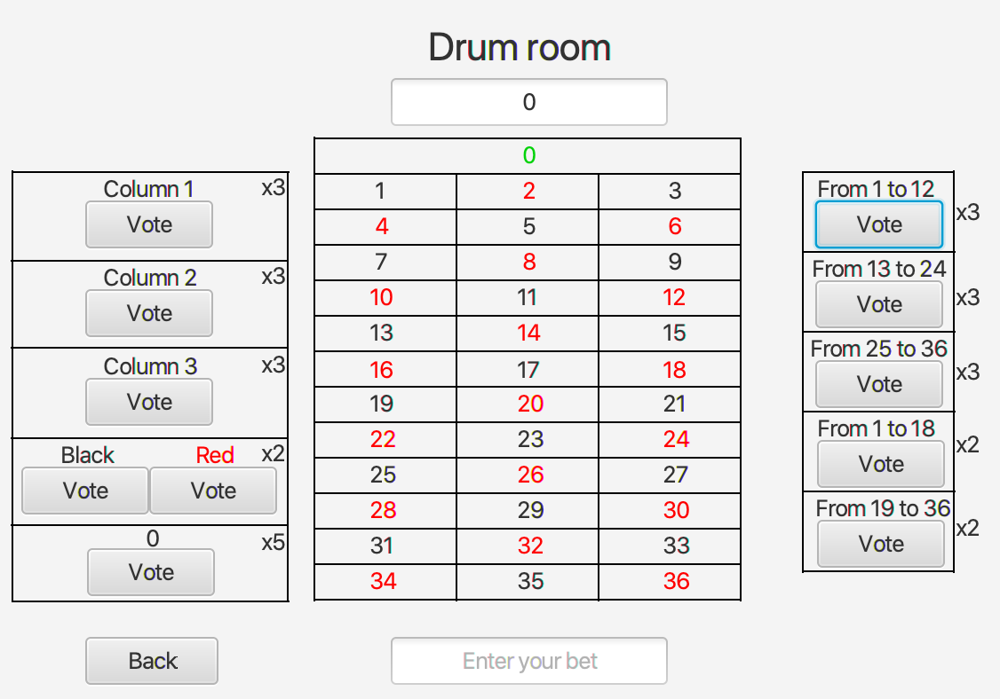 Drum room
0
Column 1 x3
Vote
Column 2 x3
Vote
Column 3 x3
Vote
Black Red x2
Vote Vote
0 x5
Vote
0
1 2 3
4 5 6
7 8 9
10 11 12
13 14 15
16 17 18
19 20 21
22 23 24
25 26 27
28 29 30
31 32 33
34 35 36
From 1 to 12
Vote x3
From 13 to 24
Vote x3
From 25 to 36
Vote x3
From 1 to 18
Vote x2
From 19 to 36
Vote x2
Back
Enter your bet